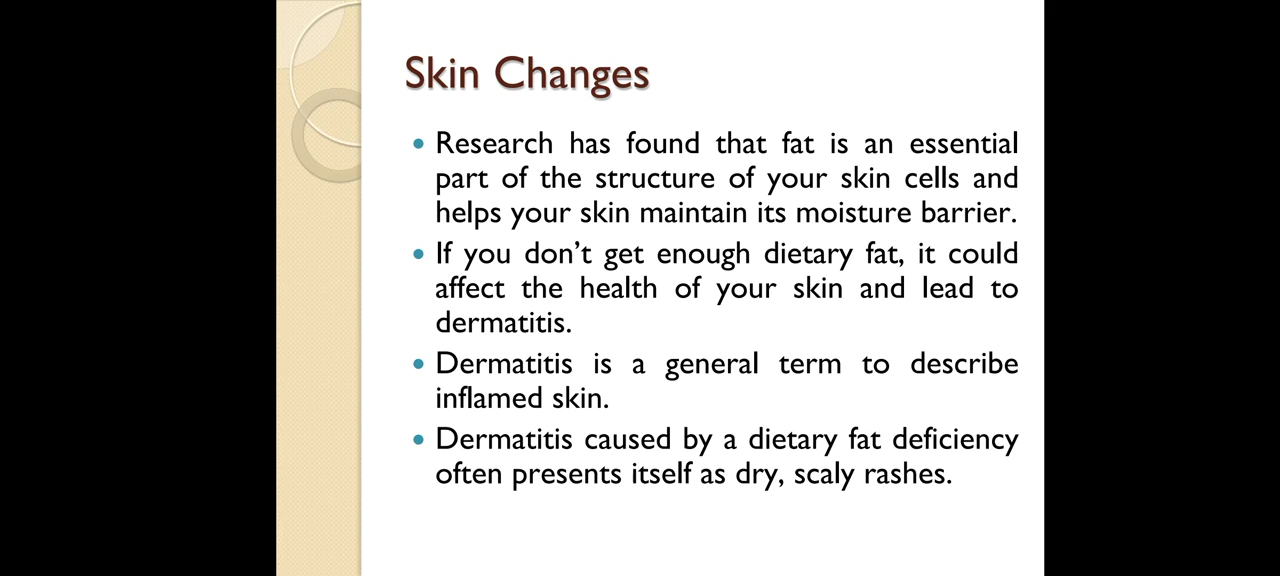 Skin Changes
• Research has found that fat is an essential
part of the structure of your skin cells and
helps your skin maintain its moisture barrier.
• If you don’t get enough dietary fat, it could
affect the health of your skin and lead to
dermatitis.
• Dermatitis is a general term to describe
inflamed skin.
• Dermatitis caused by a dietary fat deficiency
often presents itself as dry, scaly rashes.